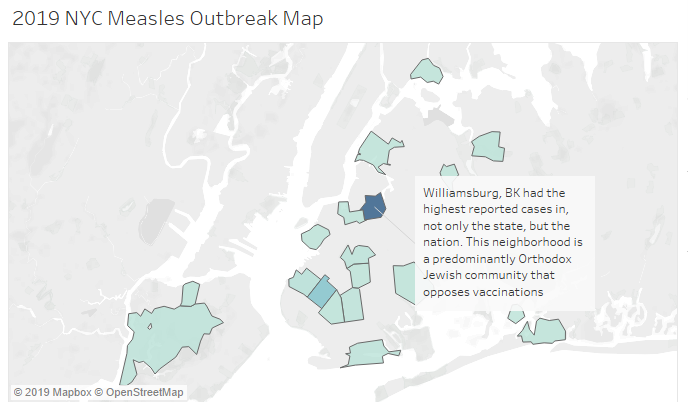 2019 NYC Measles Outbreak Map
Williamsburg, BK had the
highest reported cases in,
not only the state, but the
nation. This neighborhood is
a predominantly Orthodox
Jewish community that
opposes vaccinations
© 2019 Mapbox © OpenStreetMap